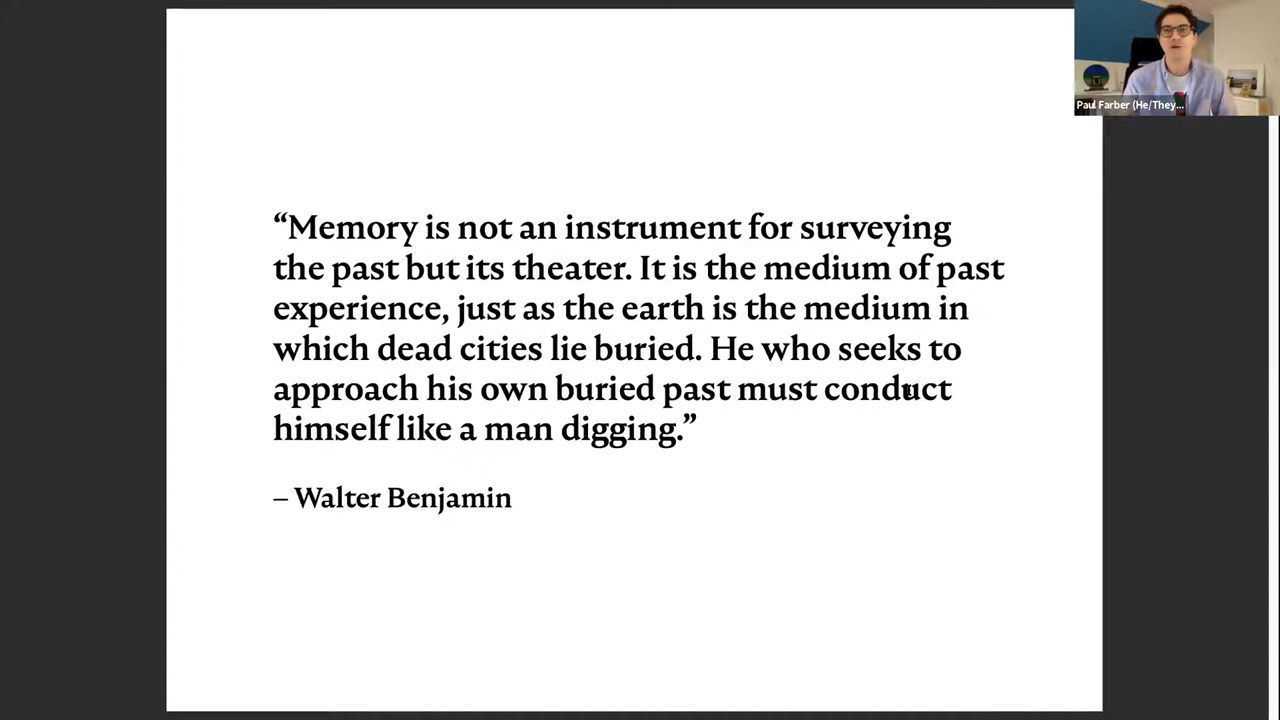 Paul Farber (He/They...
“Memory is not an instrument for surveying
the past but its theater. It is the medium of past
experience, just as the earth is the medium in
which dead cities lie buried. He who seeks to
approach his own buried past must conduct
himself like a man digging.”
– Walter Benjamin